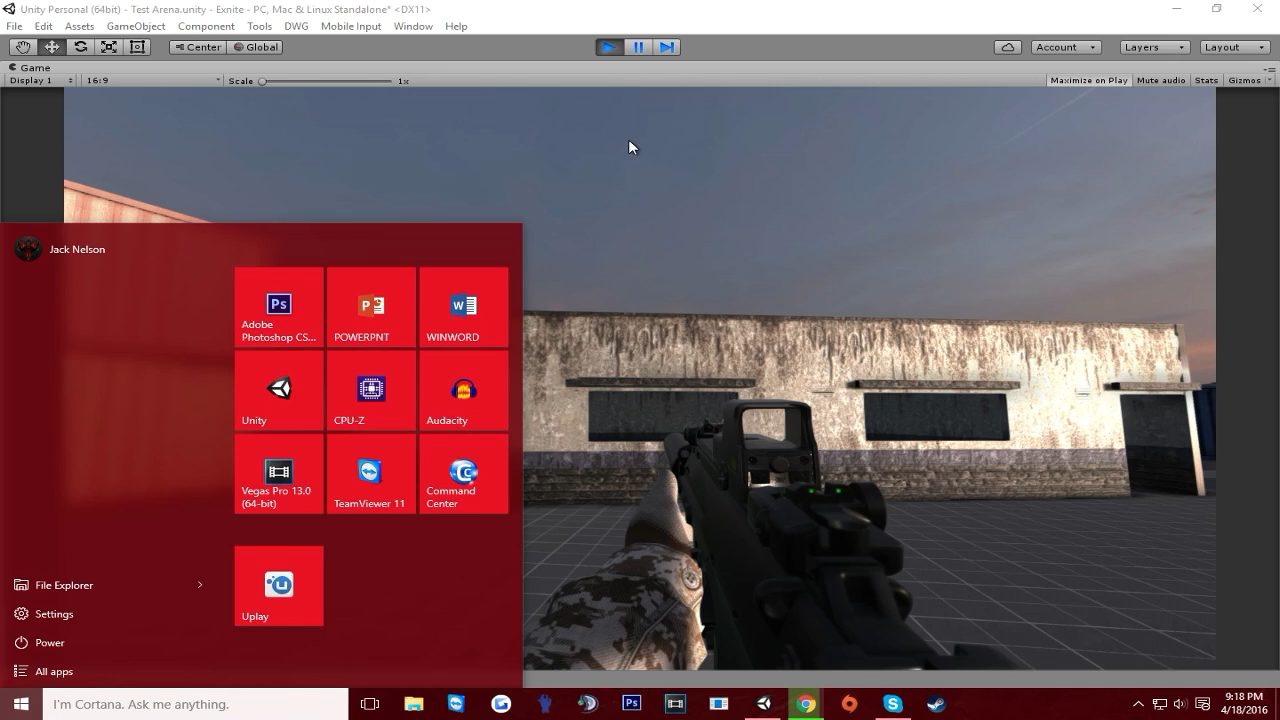 Unity Personal (64bit) - Test Arena.unity - Exnite - PC, Mac & Linux Standalone* <DX11>
File Edit Assets GameObject Component Tools DWG Mobile Input Window Help
Center Global Account Layers Layout
Game
Display 1 16:9 Scale 1x Maximize on Play Mute audio Stats Gizmos
Jack Nelson
Ps
Adobe
Photoshop CS...
P
POWERPNT
W
WINWORD
Unity
CPU-Z
Audacity
Vegas Pro 13.0
(64-bit)
TeamViewer 11
C
Command
Center
File Explorer
Settings
Power
All apps
u
Uplay
I'm Cortana. Ask me anything.
Ps
S
9:18 PM
4/18/2016